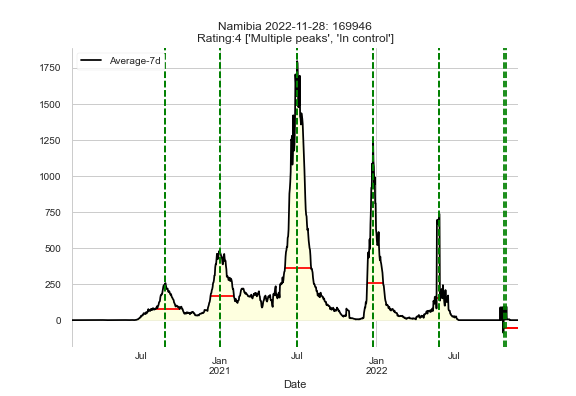 Namibia 2022-11-28: 169946
Rating:4 ['Multiple peaks', 'In control']
Average-7d
1750
1500
1250
1000
750
500
250
0
Jul
Jan
2021
Jul
Jan
2022
Jul
Date